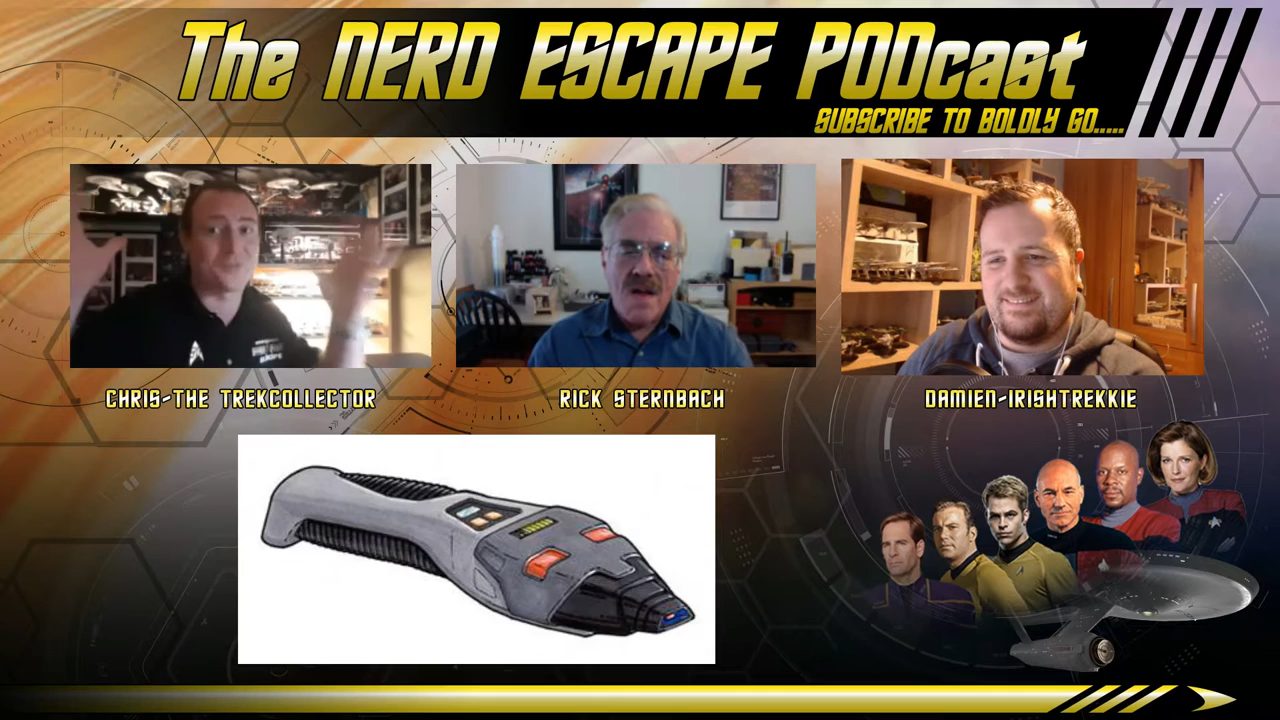 The NERD ESCAPE PODcast
SUBSCRIBE TO BOLDLY GO.....
CHRIS-THE TREKCOLLECTOR
RICK STERNBACH
DAMIEN-IRISHTREKKIE